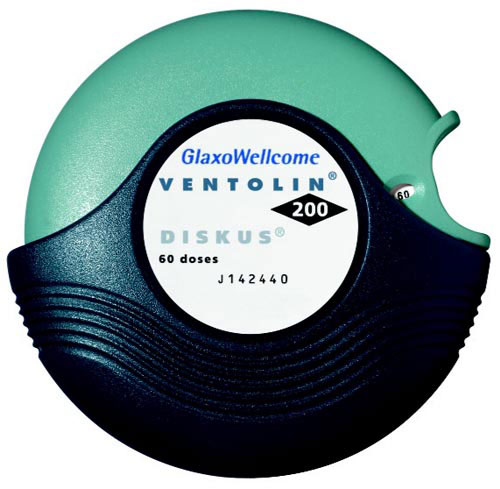 GlaxoWellcome
VENTOLIN®
200
DISKUS®
60 doses
J142440
60